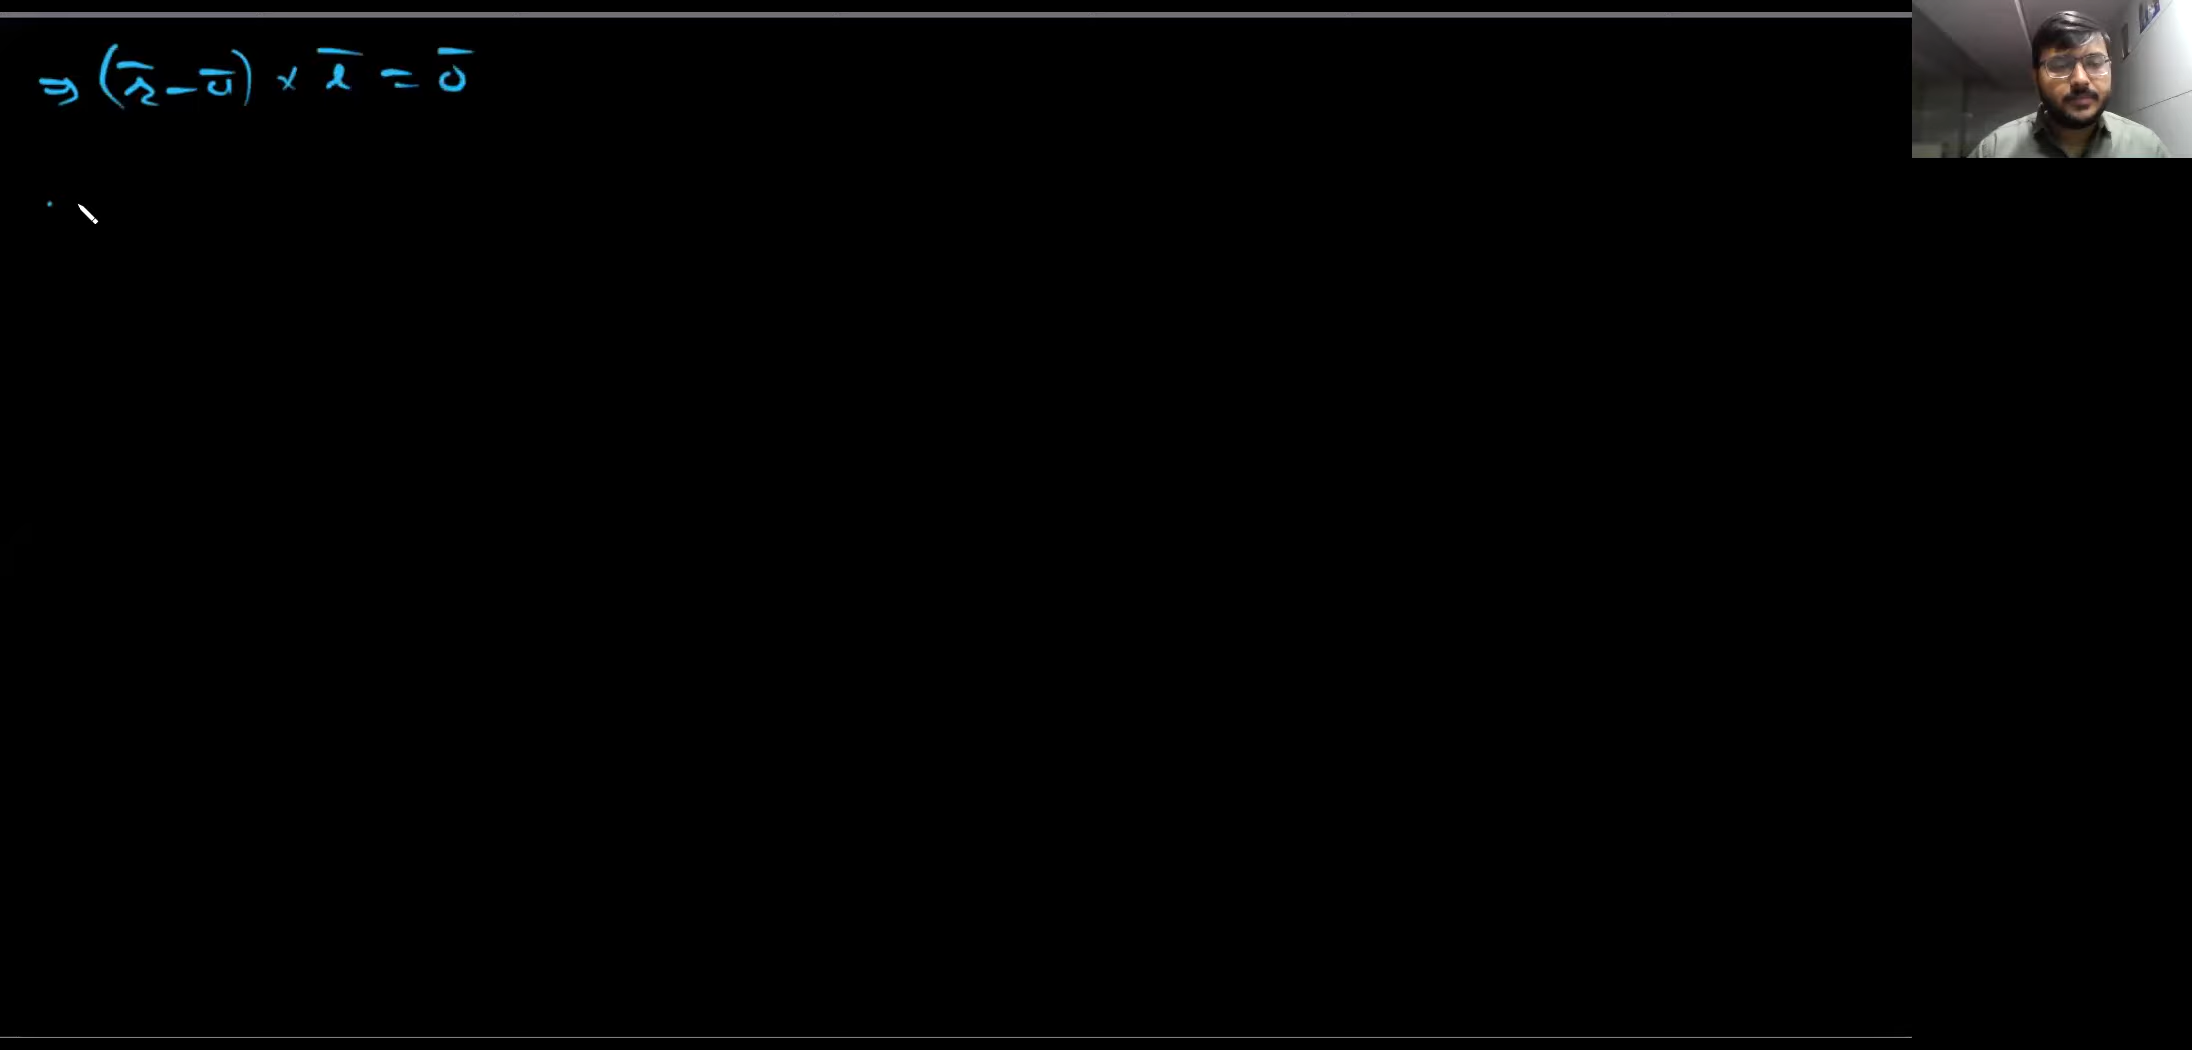 ⇒ (r̅ - v̅) × l̅ = 0̅